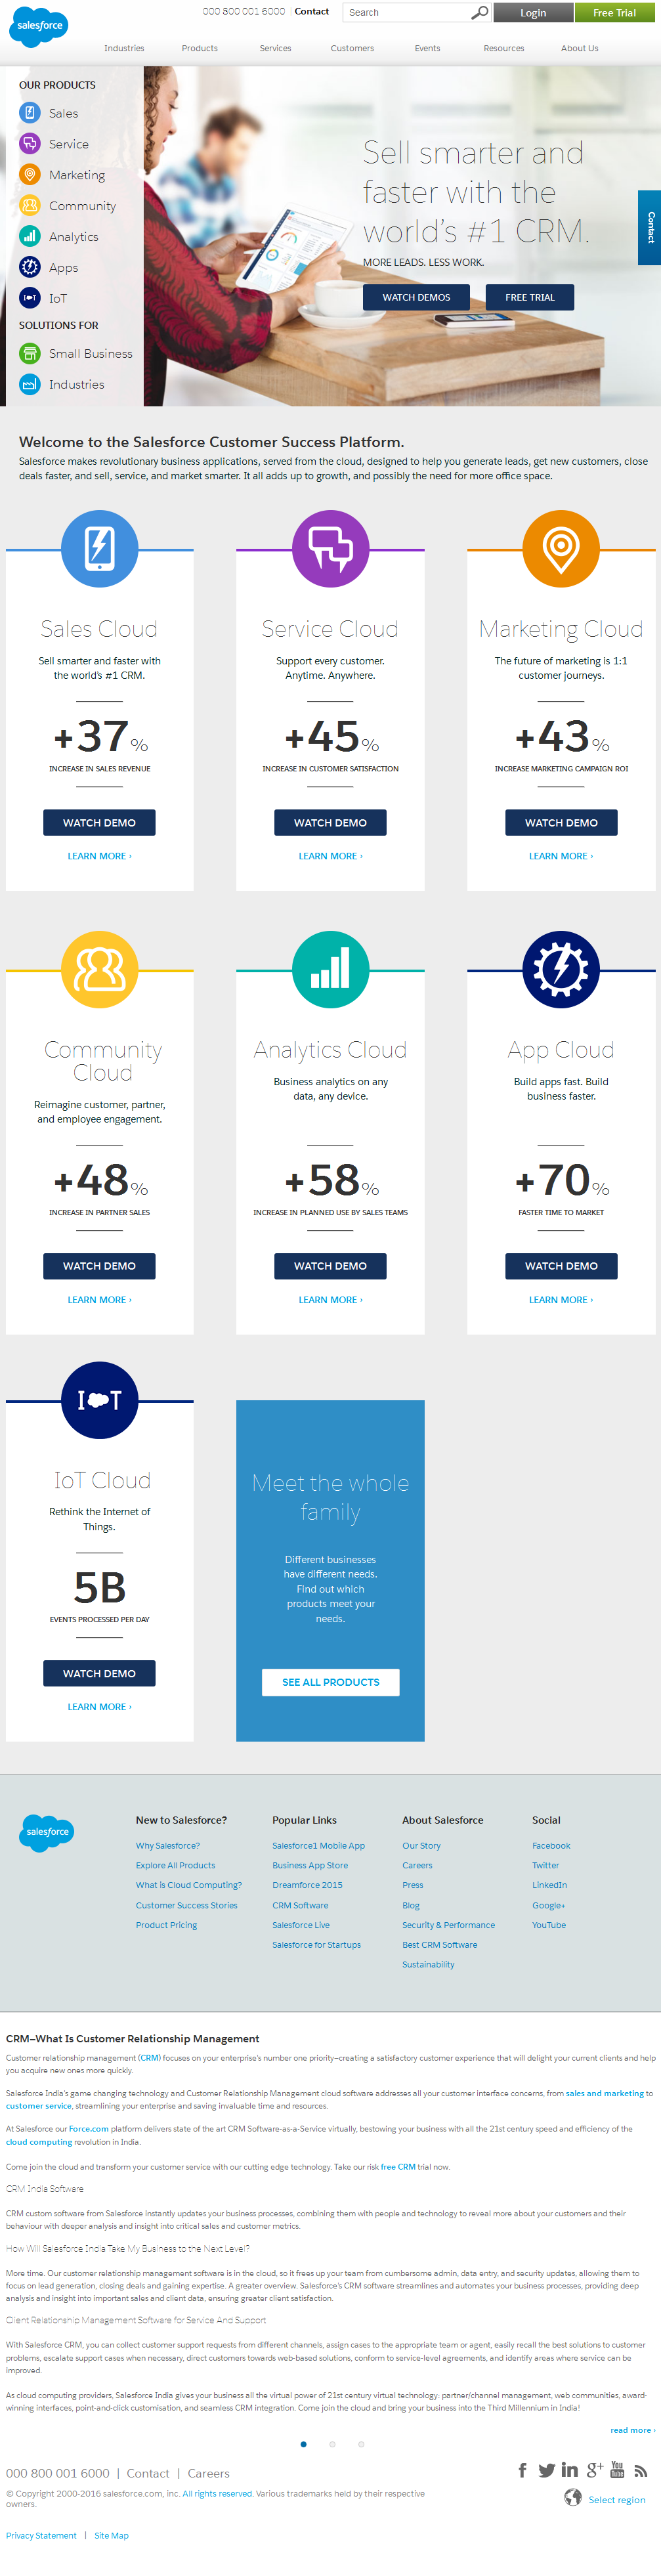 salesforce
000 800 001 6000 | Contact
Search
Login
Free Trial
Industries Products Services Customers Events Resources About Us
OUR PRODUCTS
Sales
Service
Marketing
Community
Analytics
Apps
IoT
SOLUTIONS FOR
Small Business
Industries
Sell smarter and
faster with the
world's #1 CRM.
MORE LEADS. LESS WORK.
WATCH DEMOS
FREE TRIAL
Contact
Welcome to the Salesforce Customer Success Platform.
Salesforce makes revolutionary business applications, served from the cloud, designed to help you generate leads, get new customers, close
deals faster, and sell, service, and market smarter. It all adds up to growth, and possibly the need for more office space.
Sales Cloud
Sell smarter and faster with
the world's #1 CRM.
+37%
INCREASE IN SALES REVENUE
WATCH DEMO
LEARN MORE ›
Service Cloud
Support every customer.
Anytime. Anywhere.
+45%
INCREASE IN CUSTOMER SATISFACTION
WATCH DEMO
LEARN MORE ›
Marketing Cloud
The future of marketing is 1:1
customer journeys.
+43%
INCREASE MARKETING CAMPAIGN ROI
WATCH DEMO
LEARN MORE ›
Community
Cloud
Reimagine customer, partner,
and employee engagement.
+48%
INCREASE IN PARTNER SALES
WATCH DEMO
LEARN MORE ›
Analytics Cloud
Business analytics on any
data, any device.
+58%
INCREASE IN PLANNED USE BY SALES TEAMS
WATCH DEMO
LEARN MORE ›
App Cloud
Build apps fast. Build
business faster.
+70%
FASTER TIME TO MARKET
WATCH DEMO
LEARN MORE ›
IoT
IoT Cloud
Rethink the Internet of
Things.
5B
EVENTS PROCESSED PER DAY
WATCH DEMO
LEARN MORE ›
Meet the whole
family
Different businesses
have different needs.
Find out which
products meet your
needs.
SEE ALL PRODUCTS
salesforce
New to Salesforce?
Why Salesforce?
Explore All Products
What is Cloud Computing?
Customer Success Stories
Product Pricing
Popular Links
Salesforce1 Mobile App
Business App Store
Dreamforce 2015
CRM Software
Salesforce Live
Salesforce for Startups
About Salesforce
Our Story
Careers
Press
Blog
Security & Performance
Best CRM Software
Sustainability
Social
Facebook
Twitter
LinkedIn
Google+
YouTube
CRM–What Is Customer Relationship Management
Customer relationship management (CRM) focuses on your enterprise's number one priority—creating a satisfactory customer experience that will delight your current clients and help
you acquire new ones more quickly.
Salesforce India's game changing technology and Customer Relationship Management cloud software addresses all your customer interface concerns, from sales and marketing to
customer service, streamlining your enterprise and saving invaluable time and resources.
At Salesforce our Force.com platform delivers state of the art CRM Software-as-a-Service virtually, bestowing your business with all the 21st century speed and efficiency of the
cloud computing revolution in India.
Come join the cloud and transform your customer service with our cutting edge technology. Take our risk free CRM trial now.
CRM India Software
CRM custom software from Salesforce instantly updates your business processes, combining them with people and technology to reveal more about your customers and their
behaviour with deeper analysis and insight into critical sales and customer metrics.
How Will Salesforce India Take My Business to the Next Level?
More time. Our customer relationship management software is in the cloud, so it frees up your team from cumbersome admin, data entry, and security updates, allowing them to
focus on lead generation, closing deals and gaining expertise. A greater overview. Salesforce's CRM software streamlines and automates your business processes, providing deep
analysis and insight into important sales and client data, ensuring greater client satisfaction.
Client Relationship Management Software for Service And Support
With Salesforce CRM, you can collect customer support requests from different channels, assign cases to the appropriate team or agent, easily recall the best solutions to customer
problems, escalate support cases when necessary, direct customers towards web-based solutions, conform to service-level agreements, and identify areas where service can be
improved.
As cloud computing providers, Salesforce India gives your business all the virtual power of 21st century virtual technology: partner/channel management, web communities, award-
winning interfaces, point-and-click customisation, and seamless CRM integration. Come join the cloud and bring your business into the Third Millennium in India!
read more ›
000 800 001 6000 | Contact | Careers
© Copyright 2000-2016 salesforce.com, inc. All rights reserved. Various trademarks held by their respective
owners.
Select region
Privacy Statement | Site Map